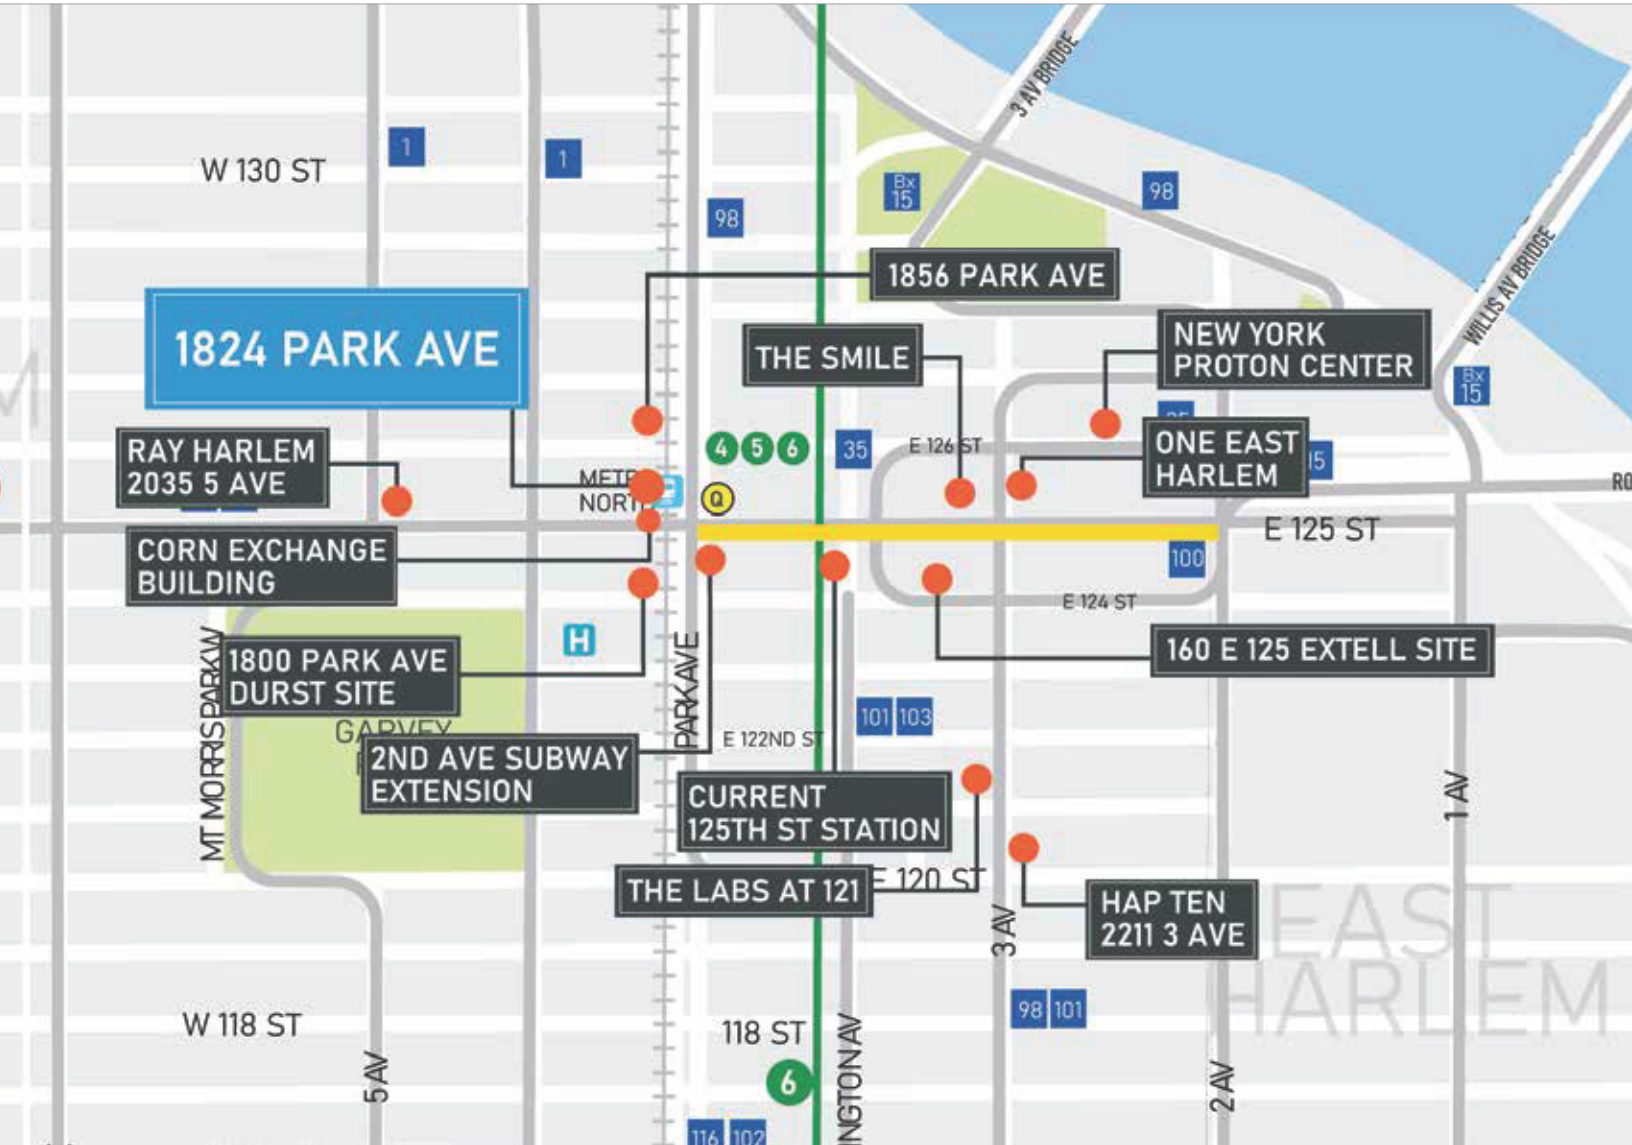 3 AV BRIDGE
W 130 ST
1
1
98
Bx
15
98
1856 PARK AVE
WILLIS AV BRIDGE
1824 PARK AVE
THE SMILE
NEW YORK
PROTON CENTER
Bx
15
RAY HARLEM
2035 5 AVE
4 5 6
35
E 126 ST
ONE EAST
HARLEM
15
Q
E 125 ST
CORN EXCHANGE
BUILDING
100
E 124 ST
H
MT MORRIS PARK W
1800 PARK AVE
DURST SITE
PARK AVE
160 E 125 EXTELL SITE
GARVEY
101 103
E 122ND ST
2ND AVE SUBWAY
EXTENSION
CURRENT
125TH ST STATION
1 AV
THE LABS AT 121
E 120 ST
HAP TEN
2211 3 AVE
3 AV
EAST
HARLEM
98 101
W 118 ST
118 ST
5 AV
6
2 AV
116 102